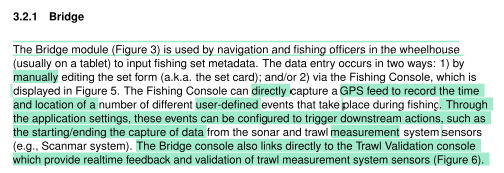 3.2.1 Bridge
The Bridge module (Figure 3) is used by navigation and fishing officers in the wheelhouse
(usually on a tablet) to input fishing set metadata. The data entry occurs in two ways: 1) by
manually editing the set form (a.k.a. the set card); and/or 2) via the Fishing Console, which is
displayed in Figure 5. The Fishing Console can directly capture a GPS feed to record the time
and location of a number of different user-defined events that take place during fishing. Through
the application settings, these events can be configured to trigger downstream actions, such as
the starting/ending the capture of data from the sonar and trawl measurement system sensors
(e.g., Scanmar system). The Bridge console also links directly to the Trawl Validation console
which provide realtime feedback and validation of trawl measurement system sensors (Figure 6).